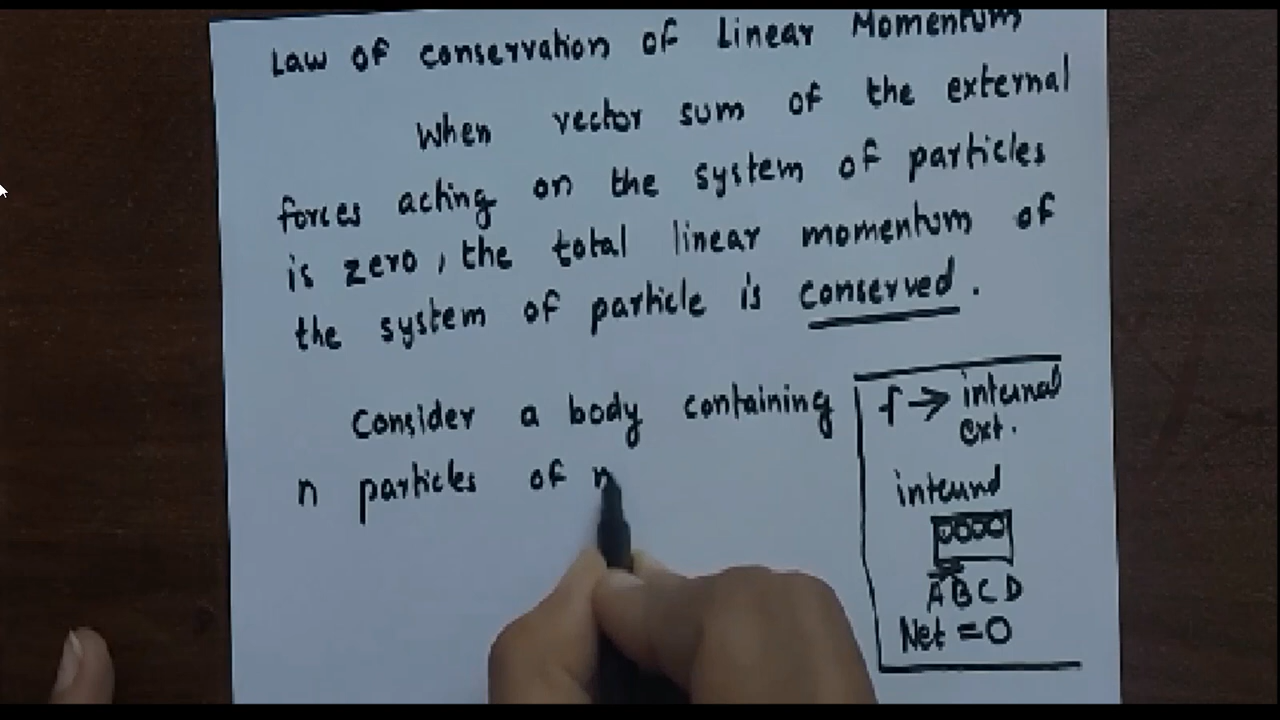 Law of conservation of Linear Momentum
When vector sum of the external
forces acting on the system of particles
is zero, the total linear momentum of
the system of particle is conserved.
Consider a body containing
n particles of
f → internal
ext.
internal
A B C D
Net = 0